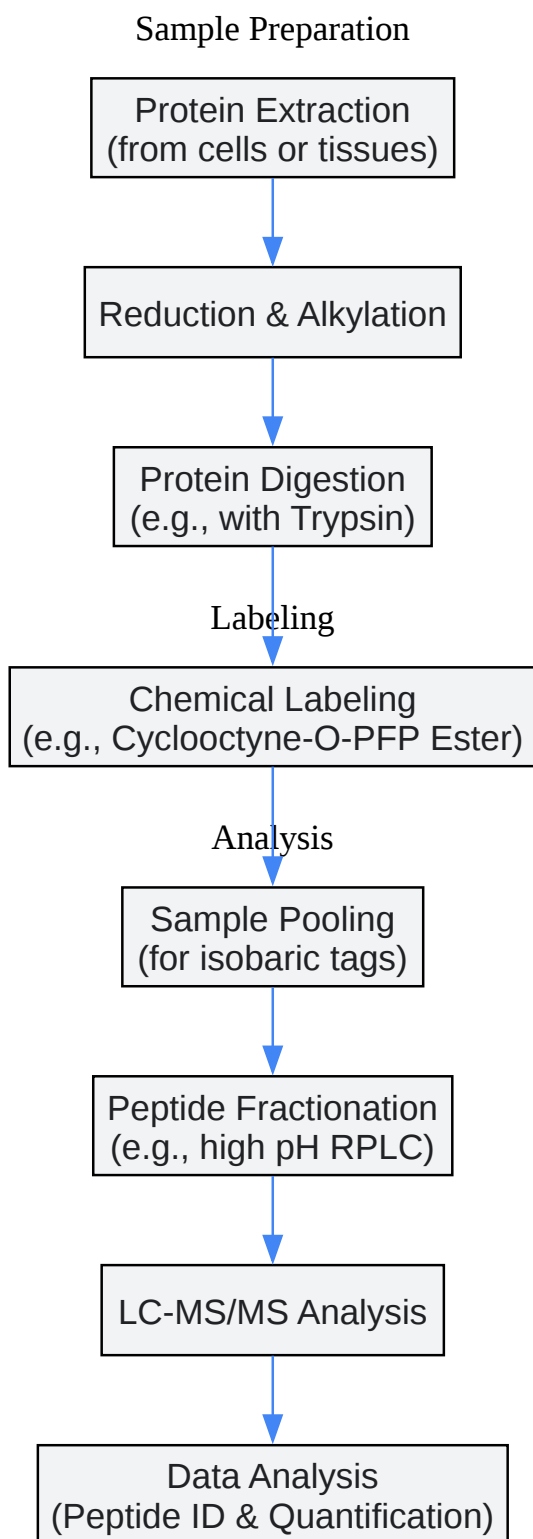 Sample Preparation
Protein Extraction
(from cells or tissues)
Reduction & Alkylation
Protein Digestion
(e.g., with Trypsin)
Labeling
Chemical Labeling
(e.g., Cyclooctyne-O-PFP Ester)
Analysis
Sample Pooling
(for isobaric tags)
Peptide Fractionation
(e.g., high pH RPLC)
LC-MS/MS Analysis
Data Analysis
(Peptide ID & Quantification)